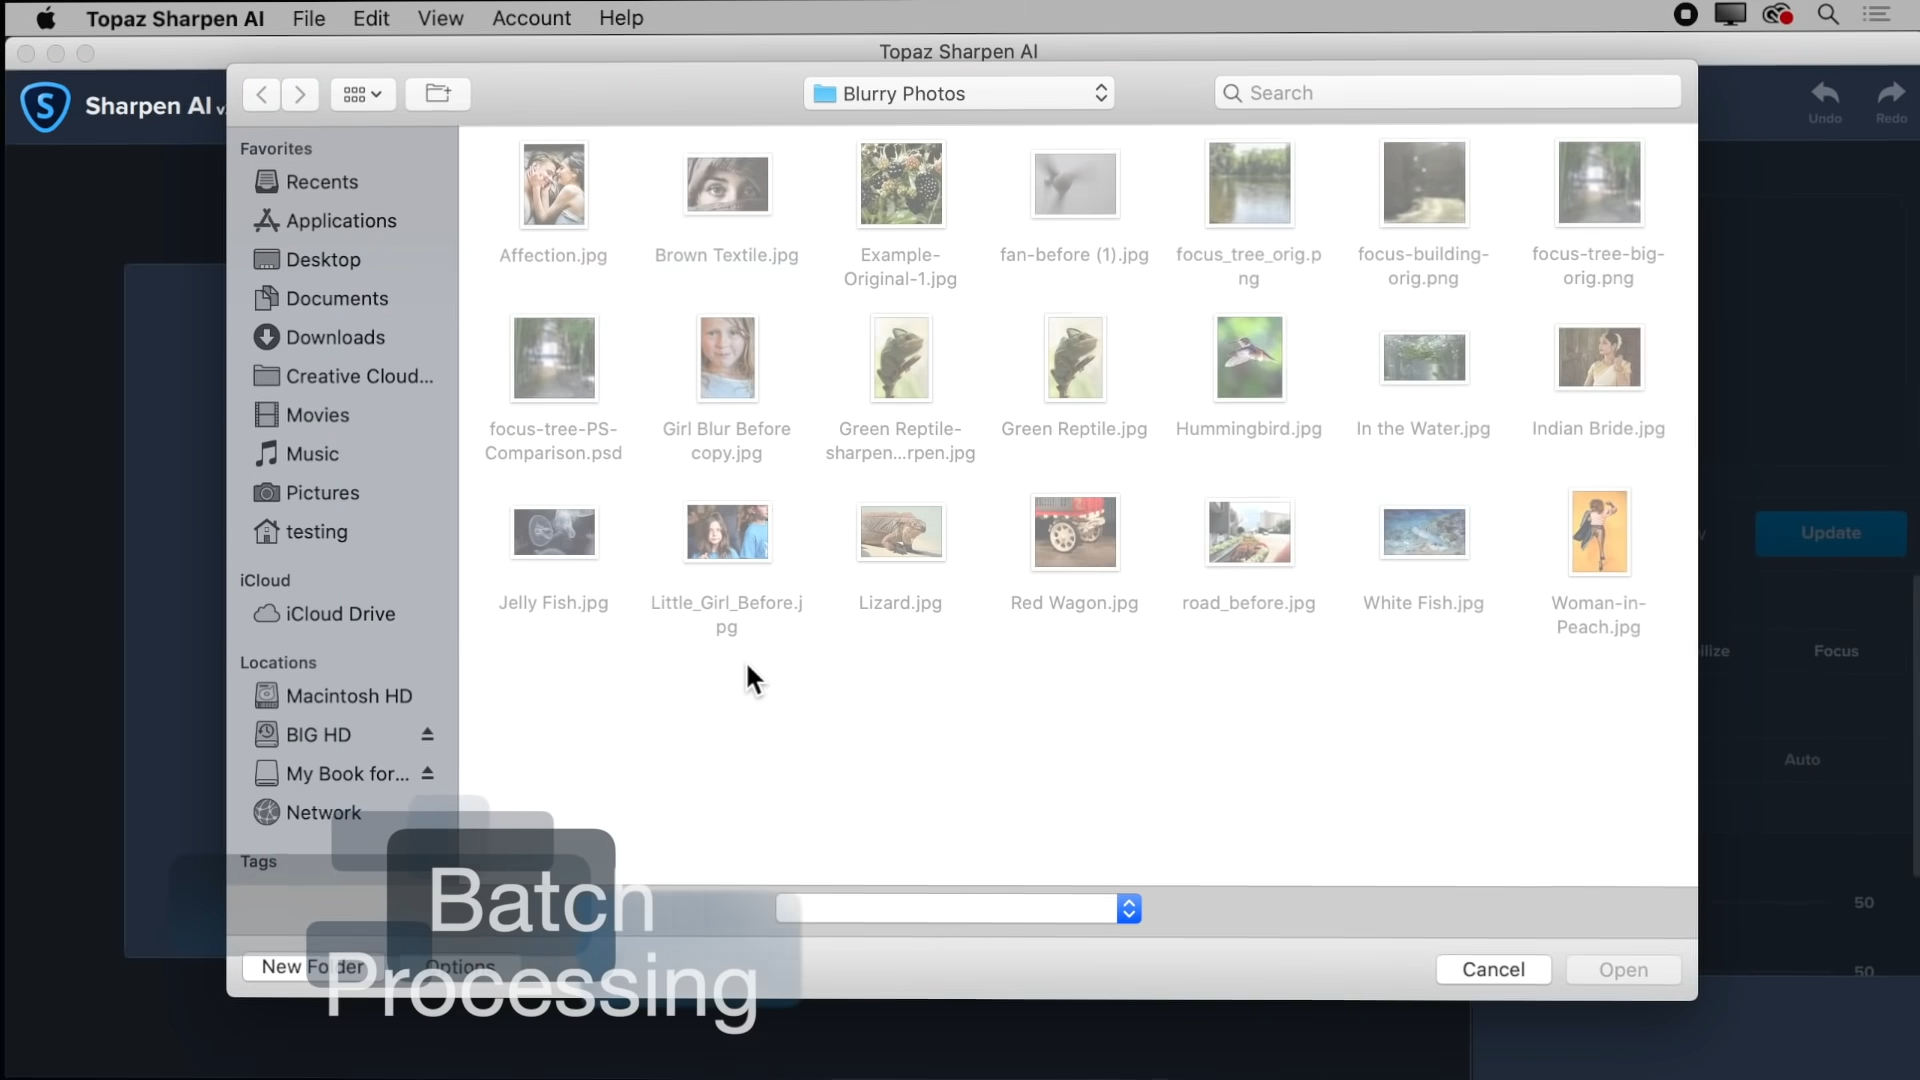 Topaz Sharpen AI File Edit View Account Help
Topaz Sharpen AI
Sharpen AI
Blurry Photos
Search
Undo Redo
Favorites
Recents
Applications
Desktop
Documents
Downloads
Creative Cloud...
Movies
Music
Pictures
testing
iCloud
iCloud Drive
Locations
Macintosh HD
BIG HD
My Book for...
Network
Tags
Affection.jpg
Brown Textile.jpg
Example-
Original-1.jpg
fan-before (1).jpg
focus_tree_orig.p
ng
focus-building-
orig.png
focus-tree-big-
orig.png
focus-tree-PS-
Comparison.psd
Girl Blur Before
copy.jpg
Green Reptile-
sharpen...rpen.jpg
Green Reptile.jpg
Hummingbird.jpg
In the Water.jpg
Indian Bride.jpg
Jelly Fish.jpg
Little_Girl_Before.j
pg
Lizard.jpg
Red Wagon.jpg
road_before.jpg
White Fish.jpg
Woman-in-
Peach.jpg
Update
Focus
Auto
50
50
New Folder
Options
Cancel
Open
Batch
Processing